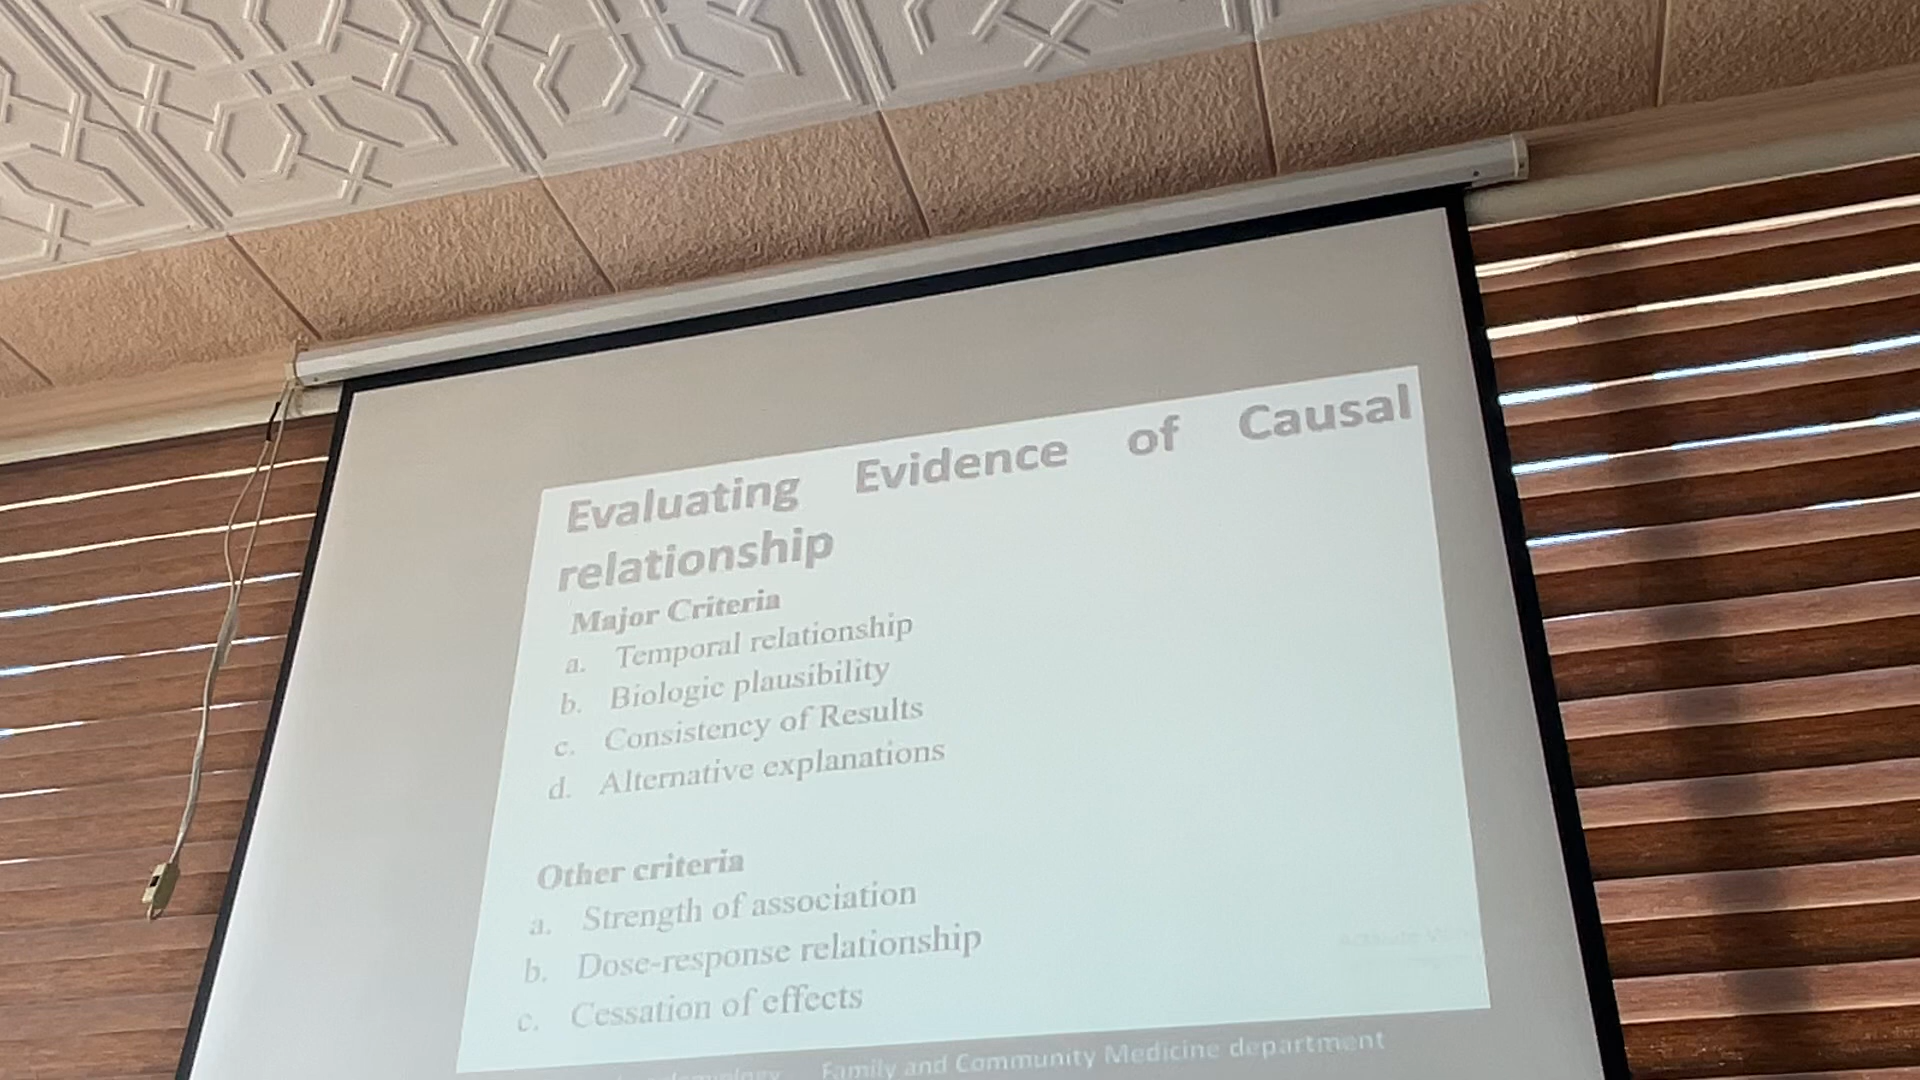 Evaluating Evidence of Causal
relationship
Major Criteria
a. Temporal relationship
b. Biologic plausibility
c. Consistency of Results
d. Alternative explanations
Other criteria
a. Strength of association
b. Dose-response relationship
c. Cessation of effects
Family and Community Medicine department